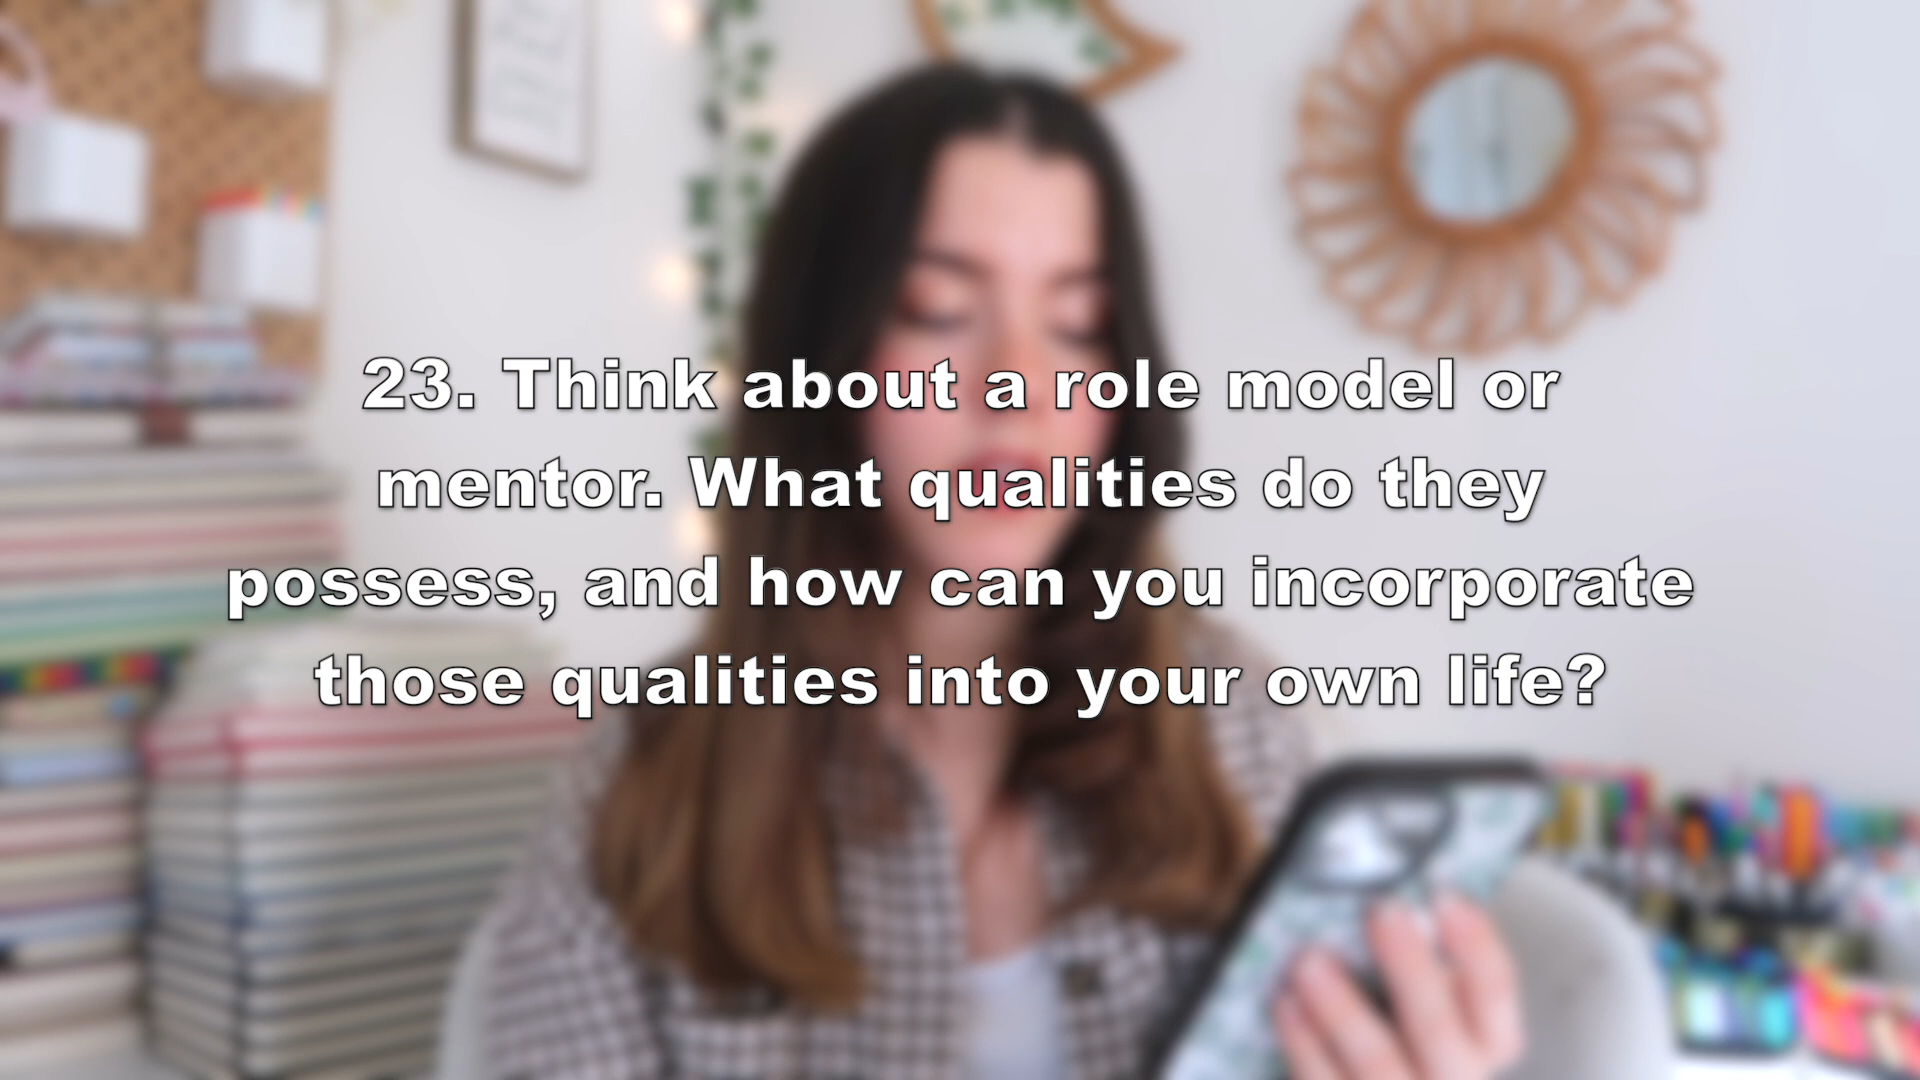 23. Think about a role model or
mentor. What qualities do they
possess, and how can you incorporate
those qualities into your own life?